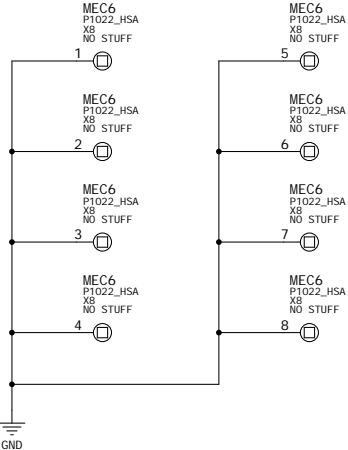 MEC6
P1022_HSA
X8
NO STUFF
1
MEC6
P1022_HSA
X8
NO STUFF
2
MEC6
P1022_HSA
X8
NO STUFF
3
MEC6
P1022_HSA
X8
NO STUFF
4
MEC6
P1022_HSA
X8
NO STUFF
5
MEC6
P1022_HSA
X8
NO STUFF
6
MEC6
P1022_HSA
X8
NO STUFF
7
MEC6
P1022_HSA
X8
NO STUFF
8
GND